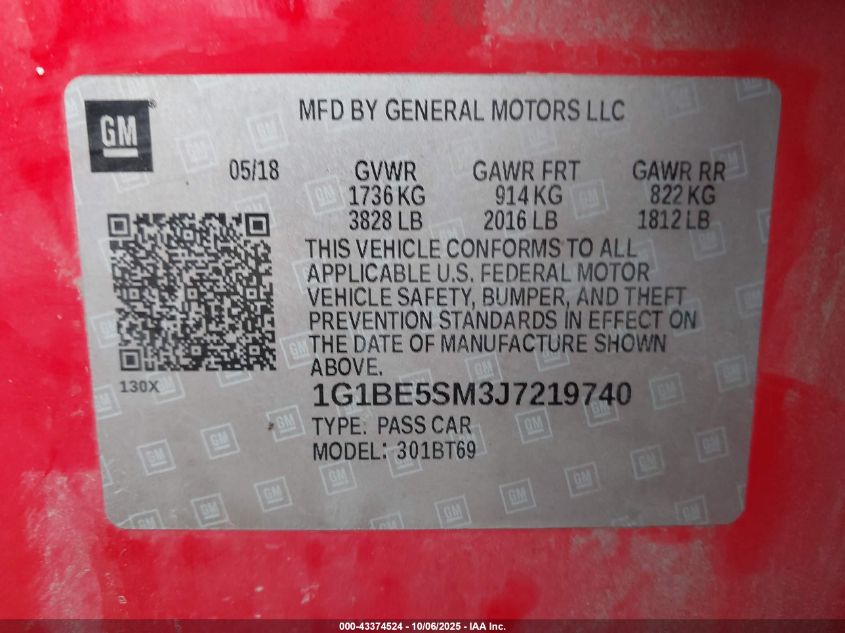 GM
MFD BY GENERAL MOTORS LLC
05/18 GVWR GAWR FRT GAWR RR
1736 KG 914 KG 822 KG
3828 LB 2016 LB 1812 LB
THIS VEHICLE CONFORMS TO ALL
APPLICABLE U.S. FEDERAL MOTOR
VEHICLE SAFETY, BUMPER, AND THEFT
PREVENTION STANDARDS IN EFFECT ON
THE DATE OF MANUFACTURE SHOWN
ABOVE.
130X
1G1BE5SM3J7219740
TYPE: PASS CAR
MODEL: 301BT69
000-43374524 - 10/06/2025 - IAA Inc.